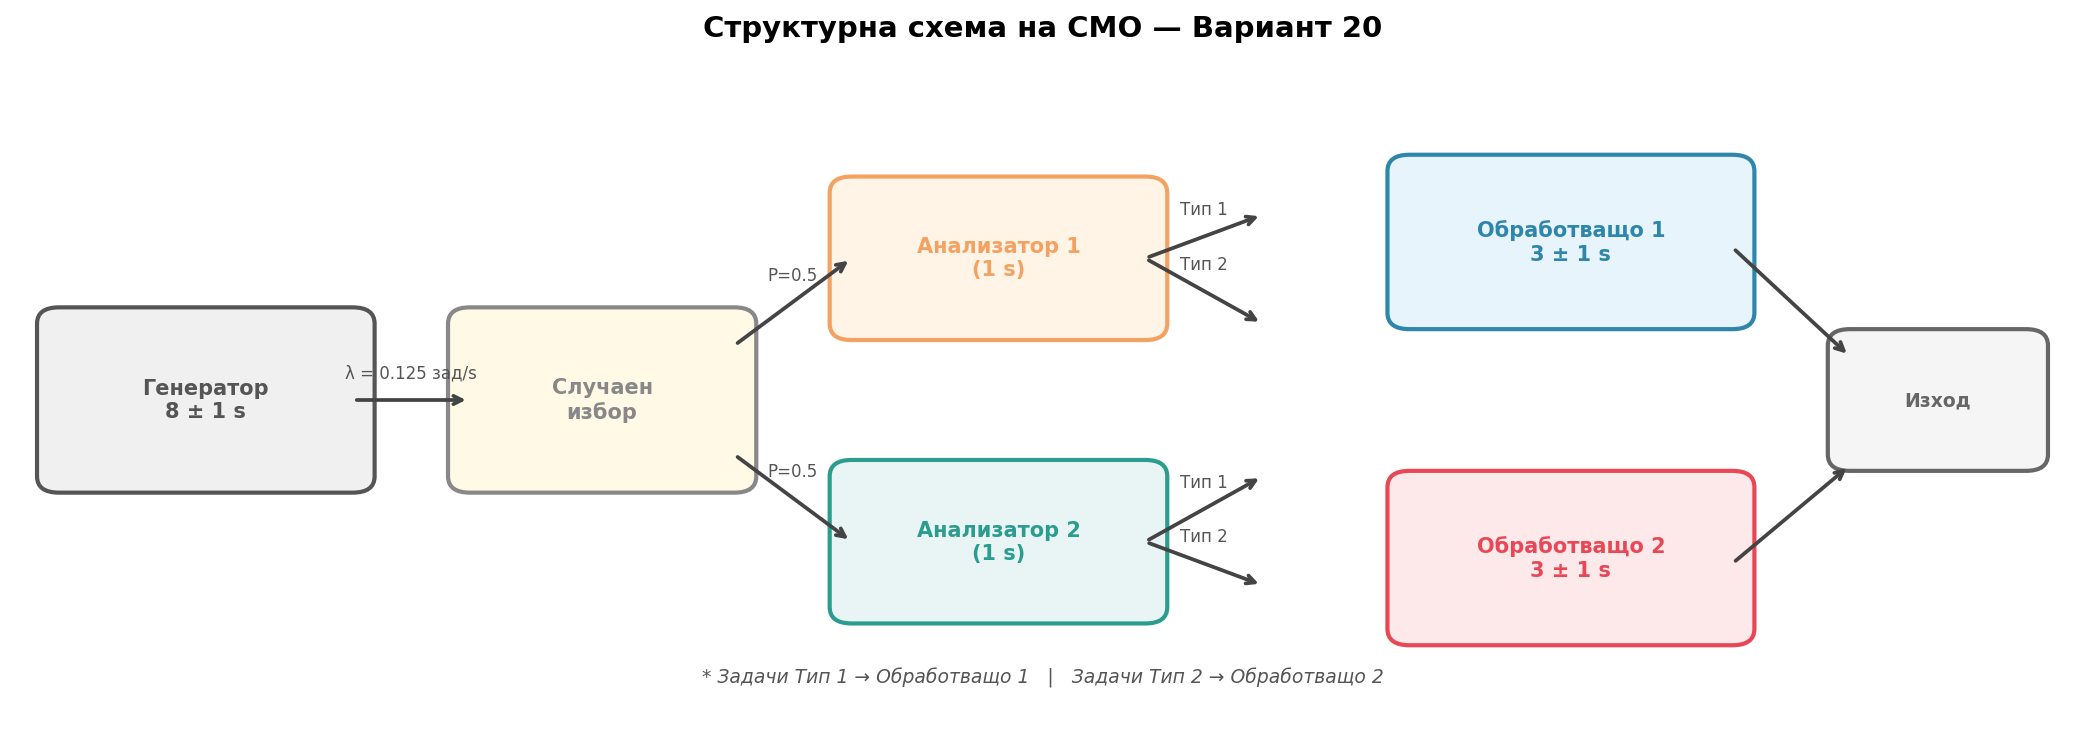 Структурна схема на СМО — Вариант 20
Генератор
8 ± 1 s
λ = 0.125 зад/s
Случаен
избор
P=0.5
P=0.5
Анализатор 1
(1 s)
Тип 1
Тип 2
Анализатор 2
(1 s)
Тип 1
Тип 2
Обработващо 1
3 ± 1 s
Обработващо 2
3 ± 1 s
Изход
* Задачи Тип 1 → Обработващо 1 | Задачи Тип 2 → Обработващо 2